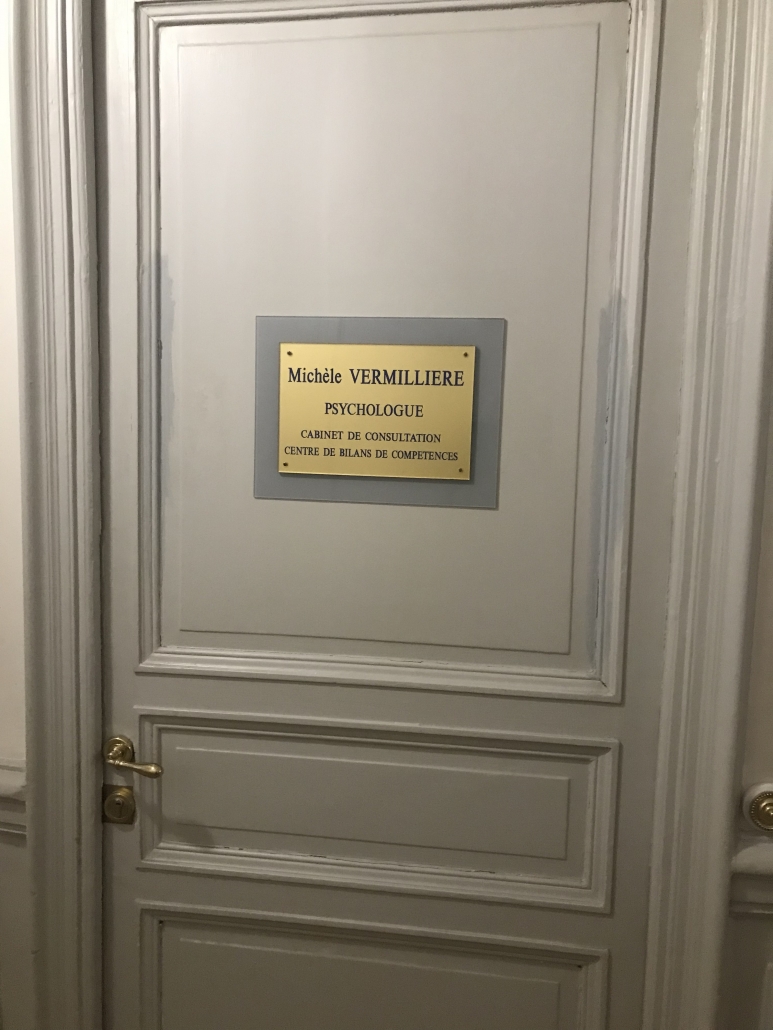 Michèle VERMILLIERE
PSYCHOLOGUE
CABINET DE CONSULTATION
CENTRE DE BILANS DE COMPETENCES